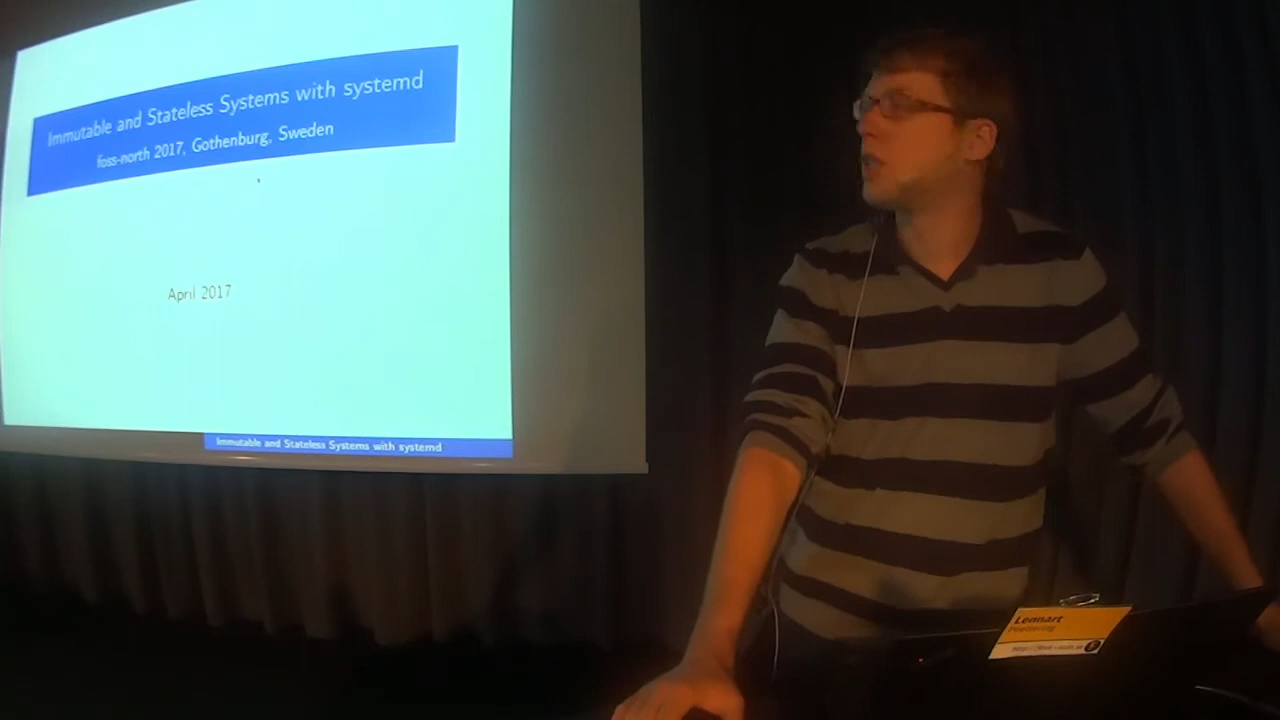 Immutable and Stateless Systems with systemd
foss-north 2017, Gothenburg, Sweden
April 2017
Immutable and Stateless Systems with systemd
Lennart
Poettering